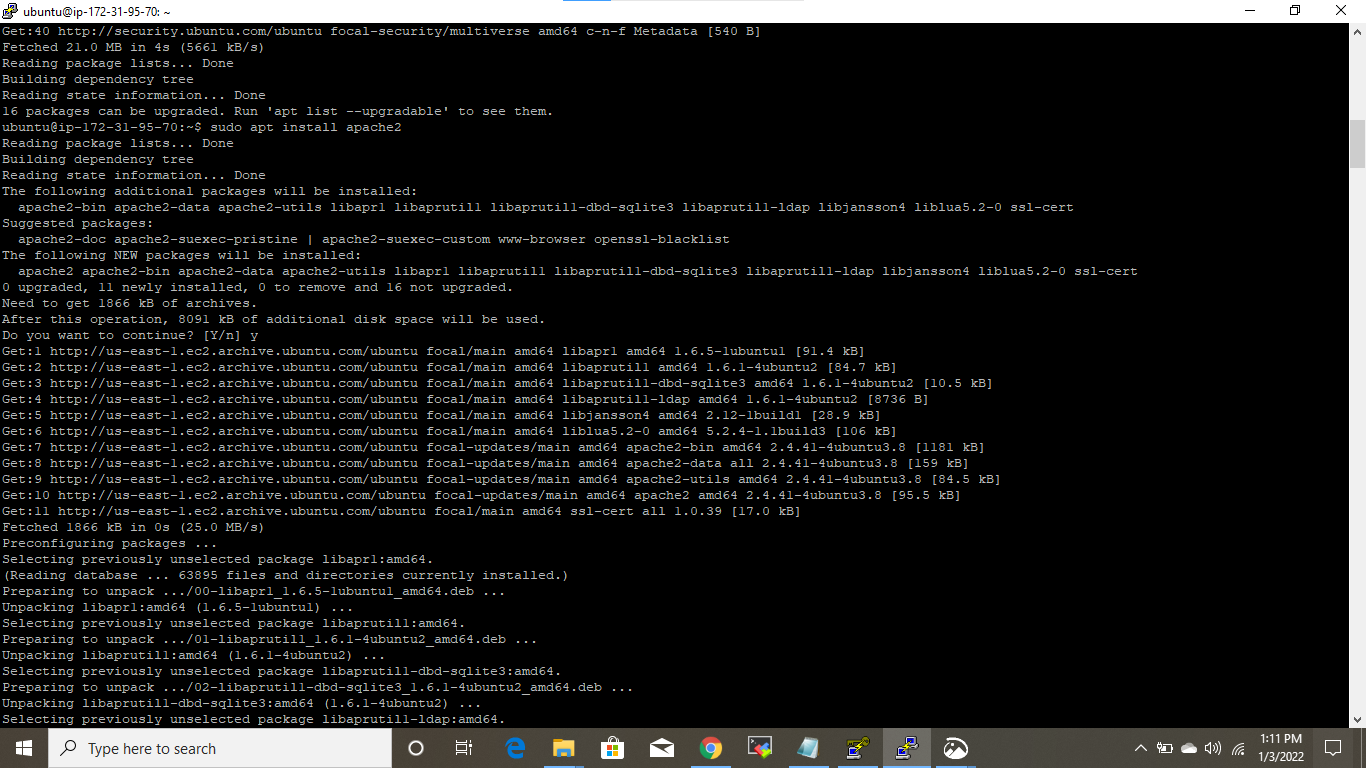 ubuntu@ip-172-31-95-70: ~
Get:40 http://security.ubuntu.com/ubuntu focal-security/multiverse amd64 c-n-f Metadata [540 B]
Fetched 21.0 MB in 4s (5661 kB/s)
Reading package lists... Done
Building dependency tree
Reading state information... Done
16 packages can be upgraded. Run 'apt list --upgradable' to see them.
ubuntu@ip-172-31-95-70:~$ sudo apt install apache2
Reading package lists... Done
Building dependency tree
Reading state information... Done
The following additional packages will be installed:
  apache2-bin apache2-data apache2-utils libapr1 libaprutil1 libaprutil1-dbd-sqlite3 libaprutil1-ldap libjansson4 liblua5.2-0 ssl-cert
Suggested packages:
  apache2-doc apache2-suexec-pristine | apache2-suexec-custom www-browser openssl-blacklist
The following NEW packages will be installed:
  apache2 apache2-bin apache2-data apache2-utils libapr1 libaprutil1 libaprutil1-dbd-sqlite3 libaprutil1-ldap libjansson4 liblua5.2-0 ssl-cert
0 upgraded, 11 newly installed, 0 to remove and 16 not upgraded.
Need to get 1866 kB of archives.
After this operation, 8091 kB of additional disk space will be used.
Do you want to continue? [Y/n] y
Get:1 http://us-east-1.ec2.archive.ubuntu.com/ubuntu focal/main amd64 libapr1 amd64 1.6.5-1ubuntu1 [91.4 kB]
Get:2 http://us-east-1.ec2.archive.ubuntu.com/ubuntu focal/main amd64 libaprutil1 amd64 1.6.1-4ubuntu2 [84.7 kB]
Get:3 http://us-east-1.ec2.archive.ubuntu.com/ubuntu focal/main amd64 libaprutil1-dbd-sqlite3 amd64 1.6.1-4ubuntu2 [10.5 kB]
Get:4 http://us-east-1.ec2.archive.ubuntu.com/ubuntu focal/main amd64 libaprutil1-ldap amd64 1.6.1-4ubuntu2 [8736 B]
Get:5 http://us-east-1.ec2.archive.ubuntu.com/ubuntu focal/main amd64 libjansson4 amd64 2.12-1build1 [28.9 kB]
Get:6 http://us-east-1.ec2.archive.ubuntu.com/ubuntu focal/main amd64 liblua5.2-0 amd64 5.2.4-1.1build3 [106 kB]
Get:7 http://us-east-1.ec2.archive.ubuntu.com/ubuntu focal-updates/main amd64 apache2-bin amd64 2.4.41-4ubuntu3.8 [1181 kB]
Get:8 http://us-east-1.ec2.archive.ubuntu.com/ubuntu focal-updates/main amd64 apache2-data all 2.4.41-4ubuntu3.8 [159 kB]
Get:9 http://us-east-1.ec2.archive.ubuntu.com/ubuntu focal-updates/main amd64 apache2-utils amd64 2.4.41-4ubuntu3.8 [84.5 kB]
Get:10 http://us-east-1.ec2.archive.ubuntu.com/ubuntu focal-updates/main amd64 apache2 amd64 2.4.41-4ubuntu3.8 [95.5 kB]
Get:11 http://us-east-1.ec2.archive.ubuntu.com/ubuntu focal/main amd64 ssl-cert all 1.0.39 [17.0 kB]
Fetched 1866 kB in 0s (25.0 MB/s)
Preconfiguring packages ...
Selecting previously unselected package libapr1:amd64.
(Reading database ... 63895 files and directories currently installed.)
Preparing to unpack .../00-libapr1_1.6.5-1ubuntu1_amd64.deb ...
Unpacking libapr1:amd64 (1.6.5-1ubuntu1) ...
Selecting previously unselected package libaprutil1:amd64.
Preparing to unpack .../01-libaprutil1_1.6.1-4ubuntu2_amd64.deb ...
Unpacking libaprutil1:amd64 (1.6.1-4ubuntu2) ...
Selecting previously unselected package libaprutil1-dbd-sqlite3:amd64.
Preparing to unpack .../02-libaprutil1-dbd-sqlite3_1.6.1-4ubuntu2_amd64.deb ...
Unpacking libaprutil1-dbd-sqlite3:amd64 (1.6.1-4ubuntu2) ...
Selecting previously unselected package libaprutil1-ldap:amd64.
Type here to search
1:11 PM
1/3/2022